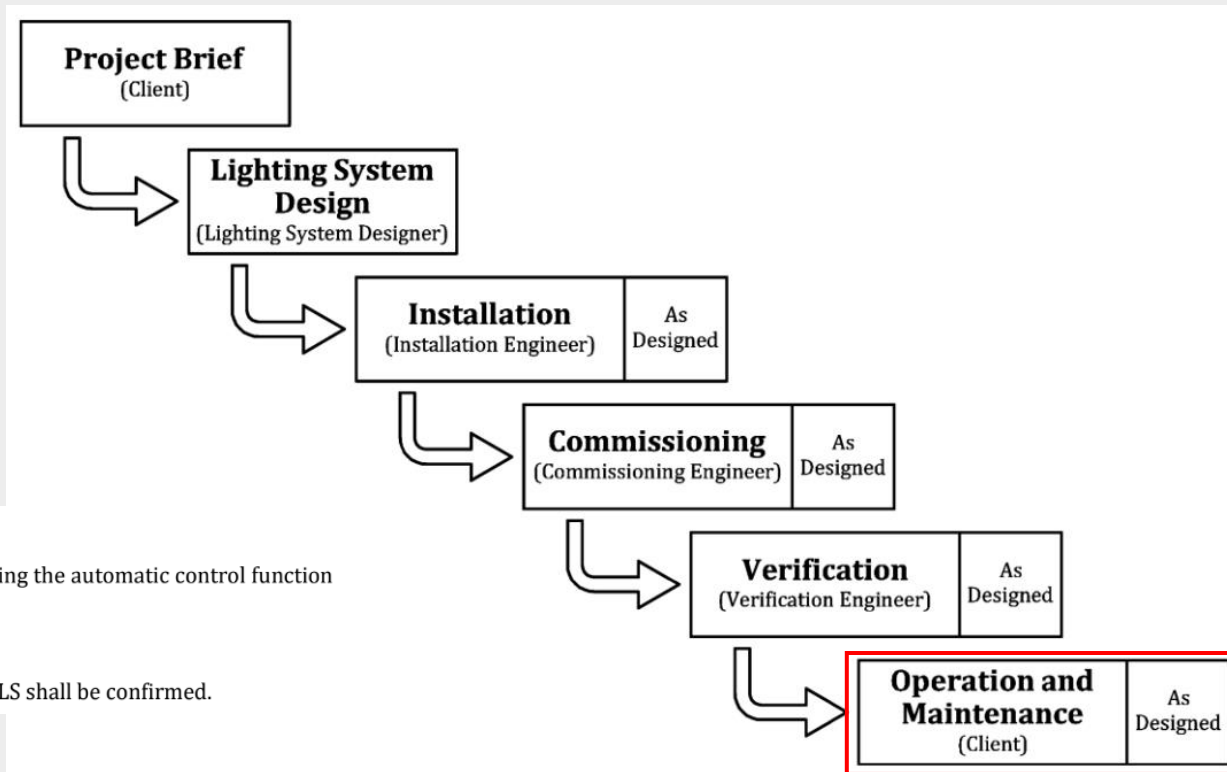 Project Brief
(Client)
Lighting System
Design
(Lighting System Designer)
Installation
(Installation Engineer)
As
Designed
Commissioning
(Commissioning Engineer)
As
Designed
ing the automatic control function
Verification
(Verification Engineer)
As
Designed
LS shall be confirmed.
Operation and
Maintenance
(Client)
As
Designed